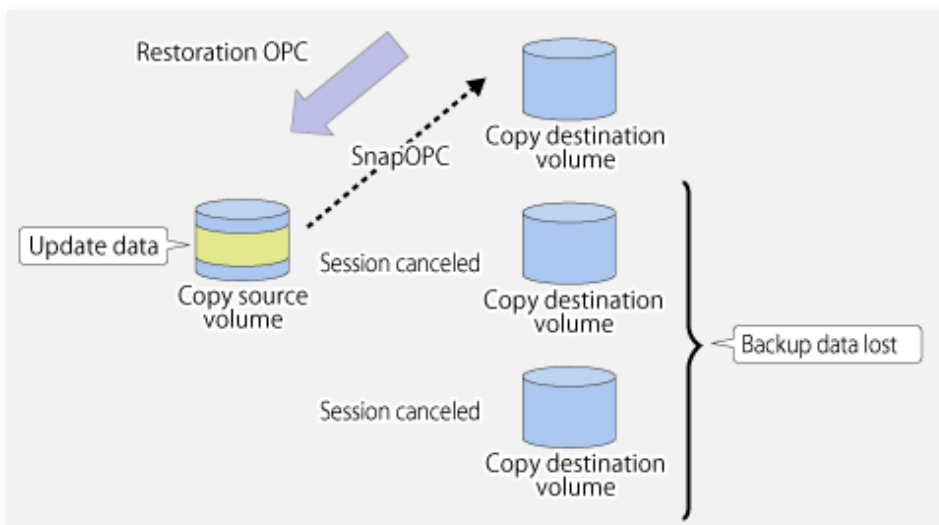 Restoration OPC
SnapOPC
Copy destination
volume
Update data
Copy source
volume
Session canceled
Copy destination
volume
Backup data lost
Session canceled
Copy destination
volume